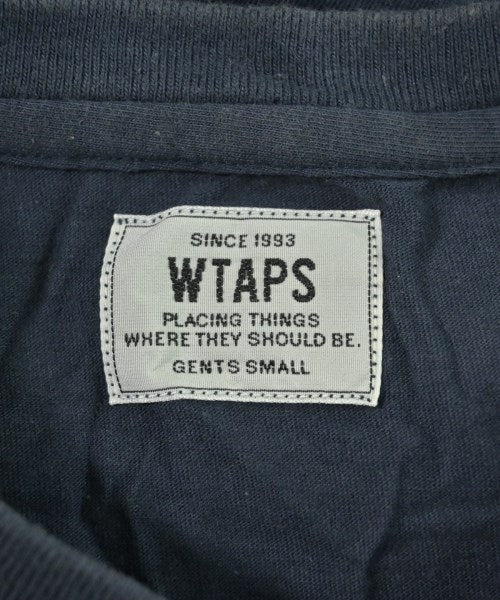 SINCE 1993
WTAPS
PLACING THINGS
WHERE THEY SHOULD BE.
GENTS SMALL